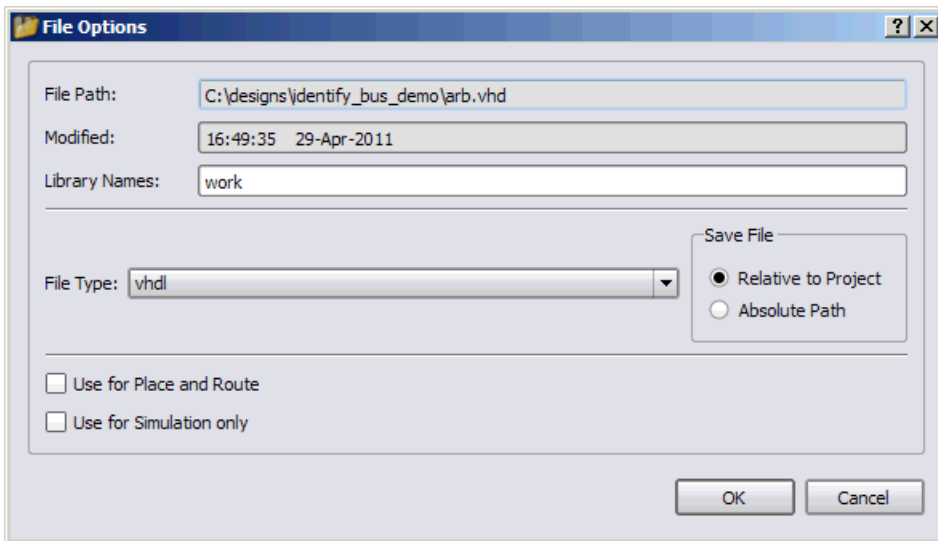 File Options
File Path: C:\designs\identify_bus_demo\arb.vhd
Modified: 16:49:35 29-Apr-2011
Library Names: work
Save File
File Type: vhdl
Relative to Project
Absolute Path
Use for Place and Route
Use for Simulation only
OK Cancel